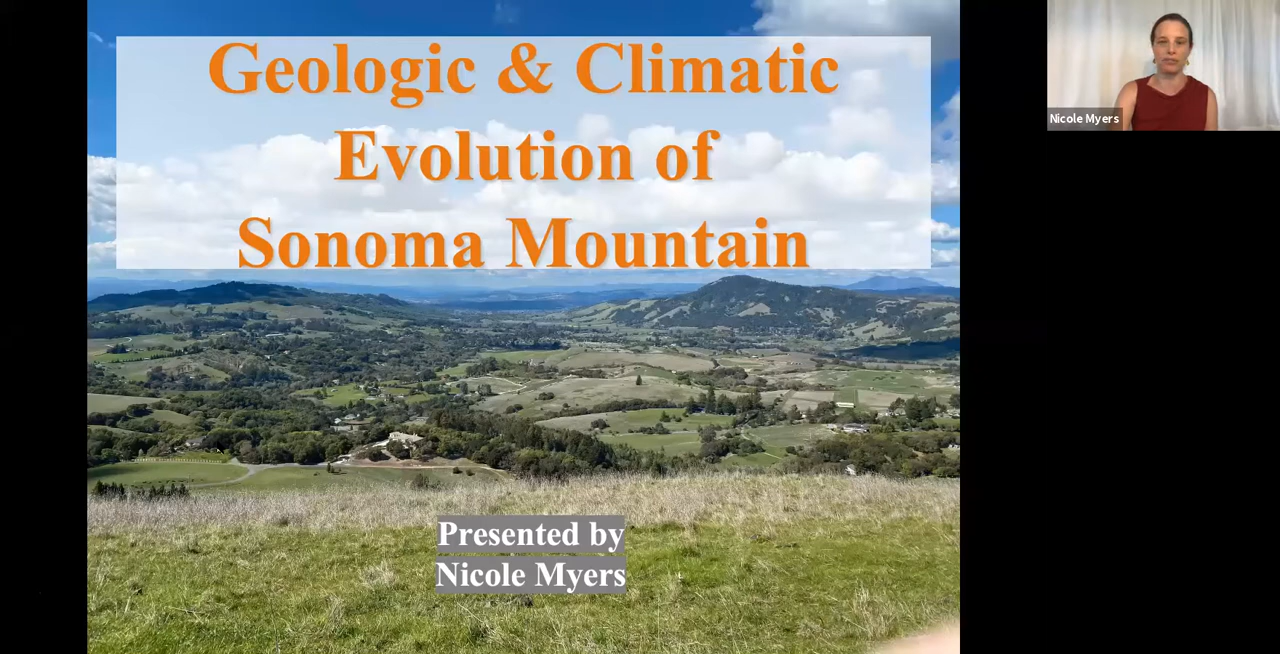 Geologic & Climatic
Evolution of
Sonoma Mountain
Presented by
Nicole Myers
Nicole Myers